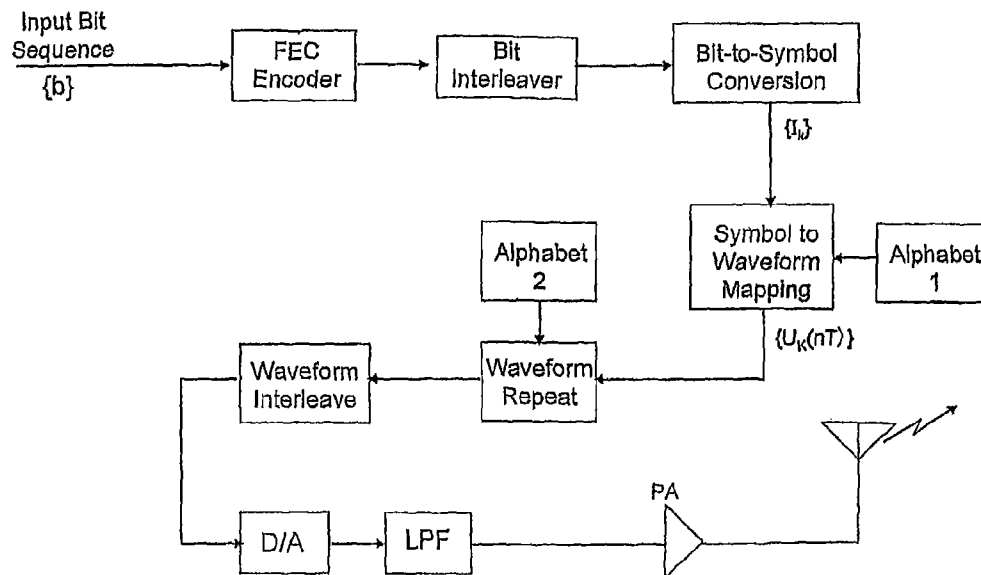 Input Bit
Sequence
{b}
FEC
Encoder
Bit
Interleaver
Bit-to-Symbol
Conversion
{Iₖ}
Symbol to
Waveform
Mapping
Alphabet
1
{U_K(nT)}
Alphabet
2
Waveform
Repeat
Waveform
Interleave
D/A
LPF
PA